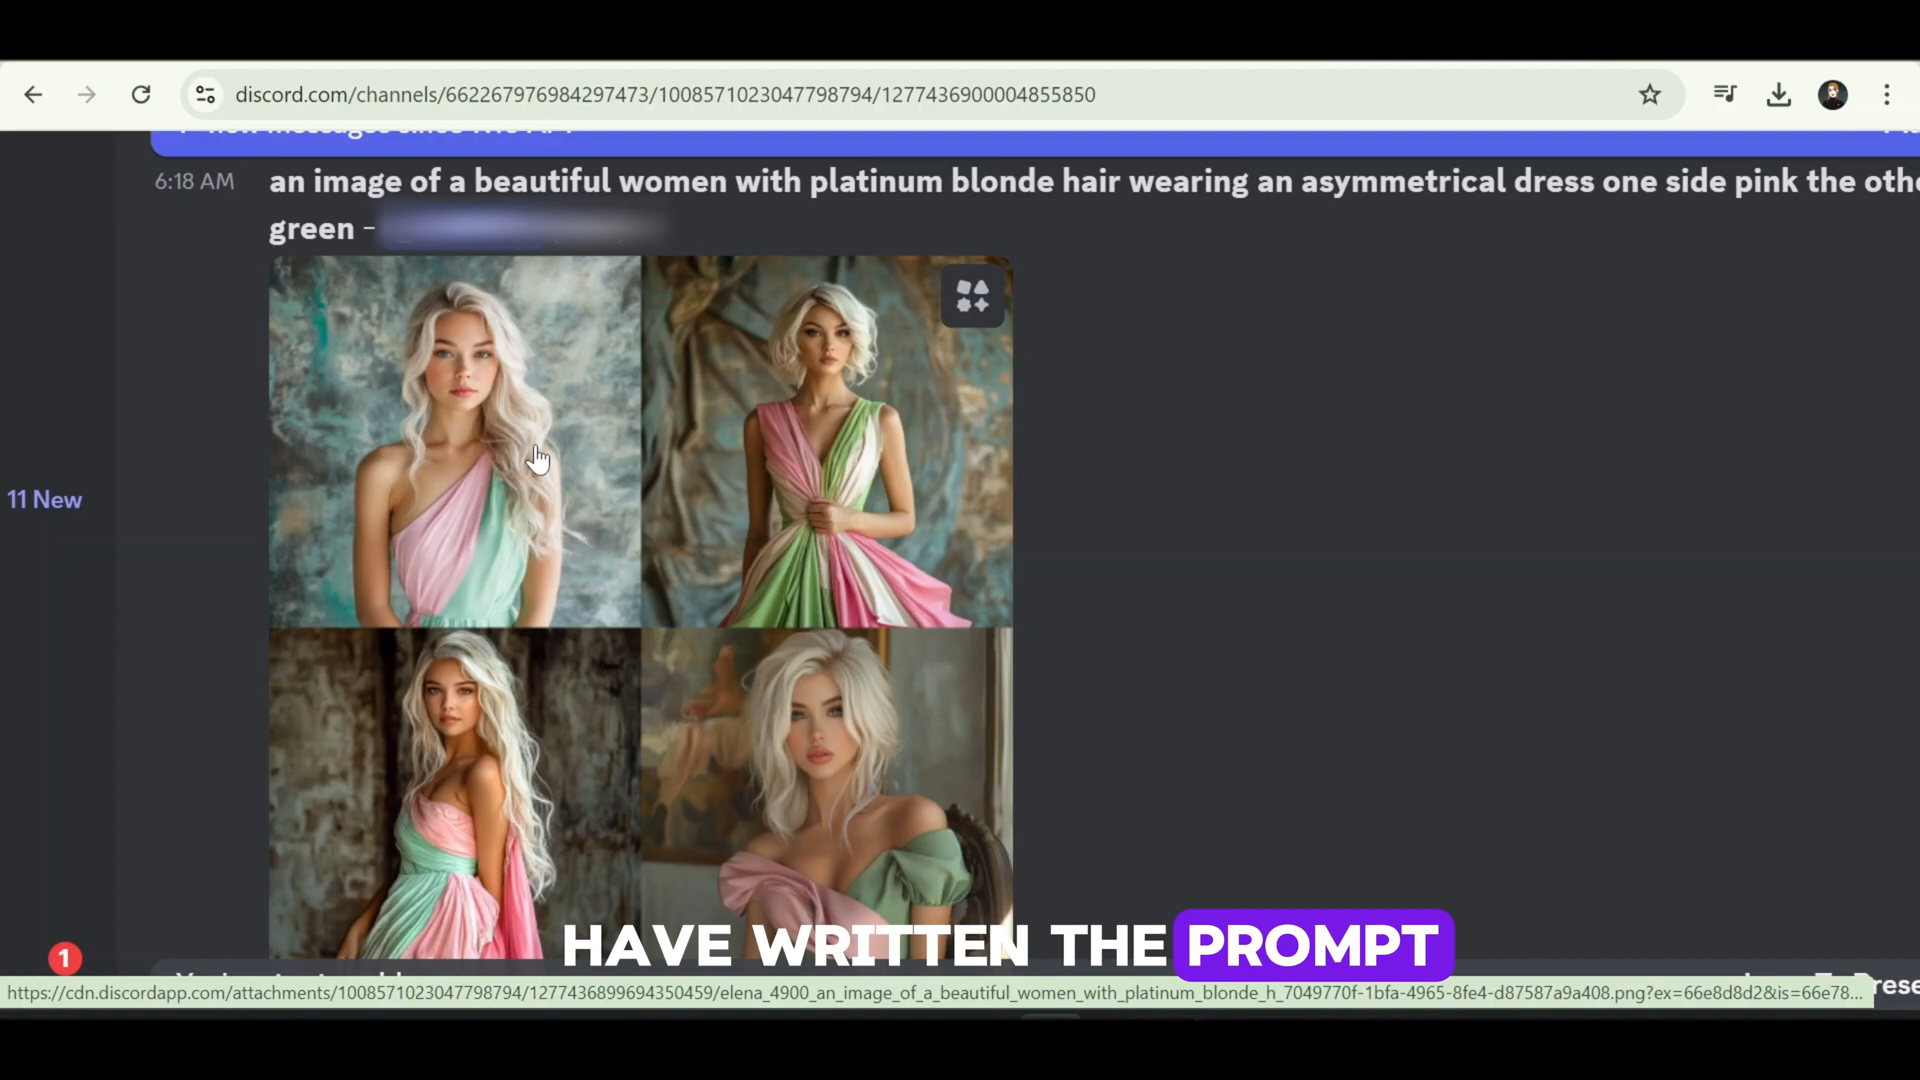 discord.com/channels/662267976984297473/1008571023047798794/1277436900004855850
6:18 AM
an image of a beautiful women with platinum blonde hair wearing an asymmetrical dress one side pink the
green -
11 New
HAVE WRITTEN THE PROMPT
1
https://cdn.discordapp.com/attachments/1008571023047798794/1277436899694350459/elena_4900_an_image_of_a_beautiful_women_with_platinum_blonde_h_7049770f-1bfa-4965-8fe4-d87587a9a408.png?ex=66e8d8d2&is=66e78...